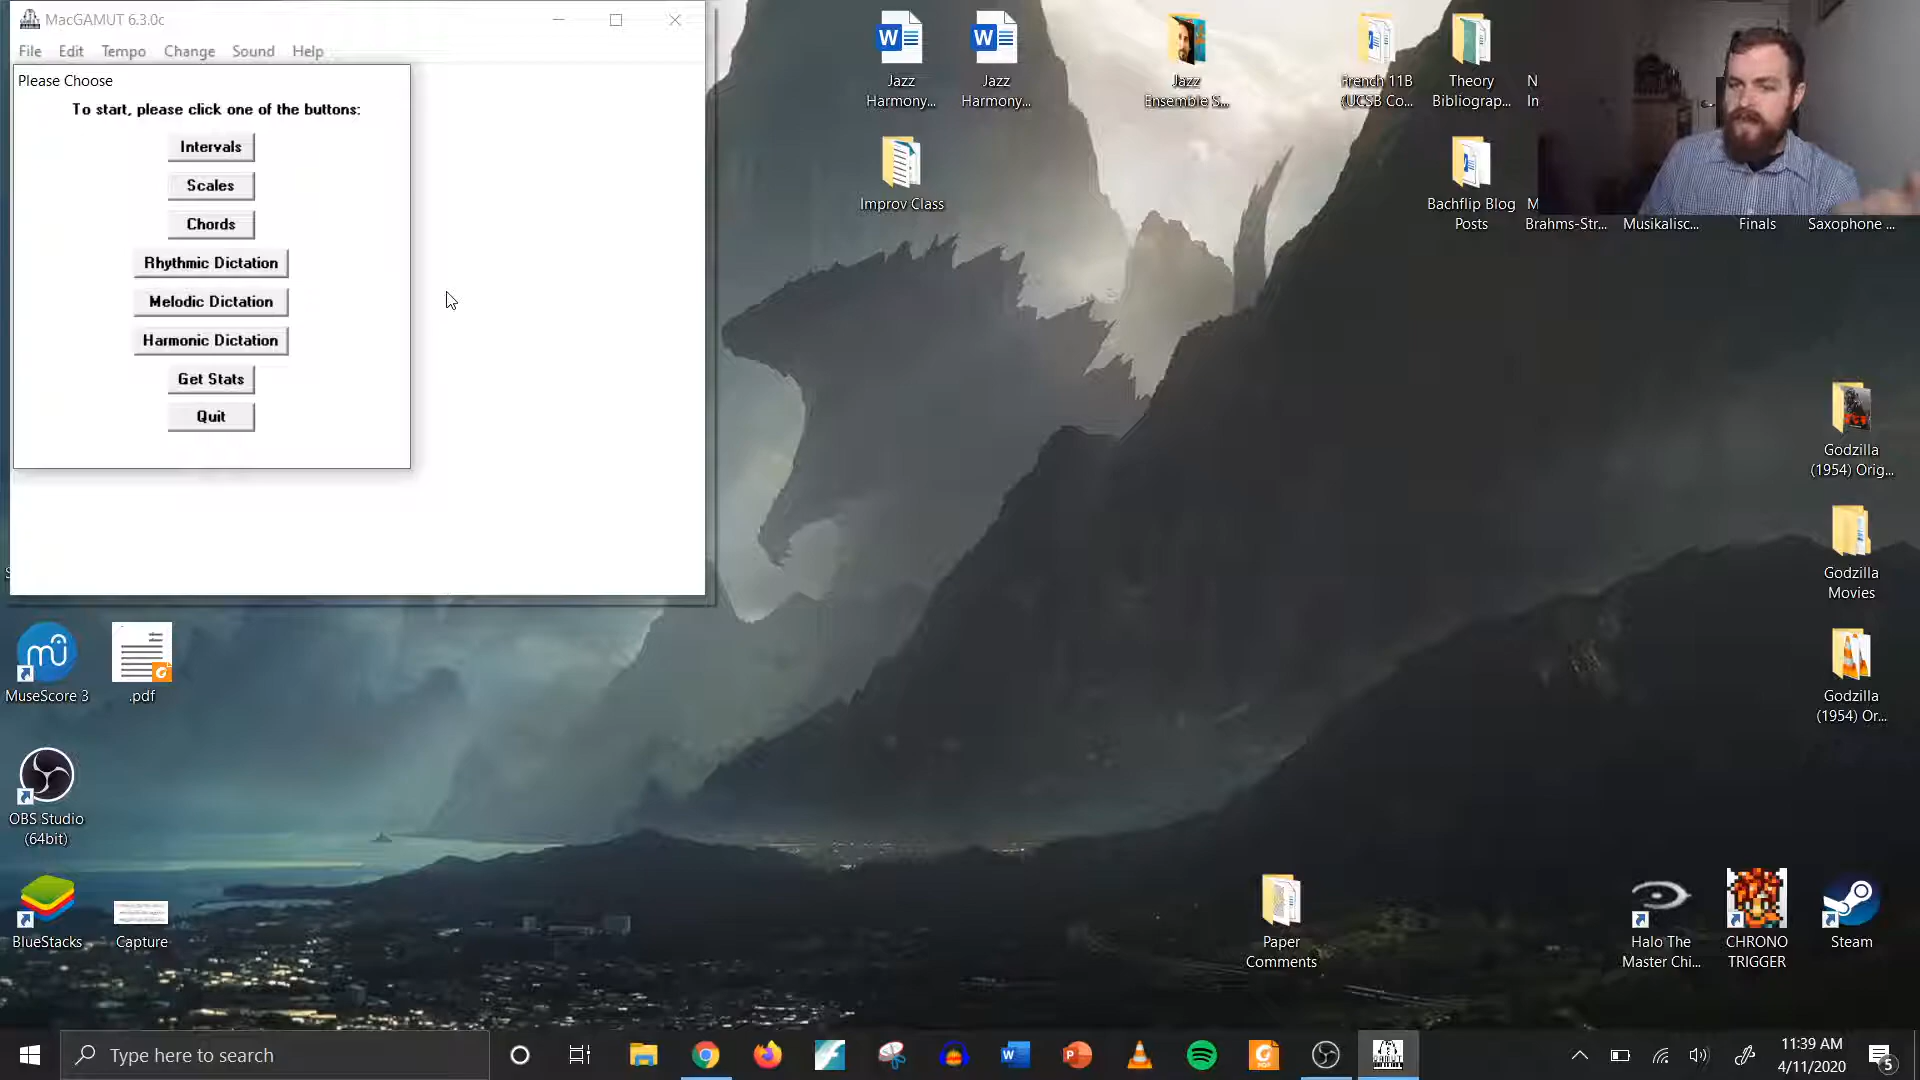 MacGAMUT 6.3.0c
File Edit Tempo Change Sound Help
Please Choose
To start, please click one of the buttons:
Intervals
Scales
Chords
Rhythmic Dictation
Melodic Dictation
Harmonic Dictation
Get Stats
Quit
Jazz
Harmony...
Jazz
Harmony...
Jazz
Ensemble S...
French 11B
(UCSB Co...
Theory
Bibliograp...
N
In
Improv Class
Bachflip Blog
Posts
M
Brahms-Str...
Musikalisc...
Finals
Saxophone ...
Godzilla
(1954) Orig...
Godzilla
Movies
Godzilla
(1954) Or...
MuseScore 3
.pdf
OBS Studio
(64bit)
BlueStacks
Capture
Paper
Comments
Halo The
Master Chi...
CHRONO
TRIGGER
Steam
Type here to search
11:39 AM
4/11/2020
5